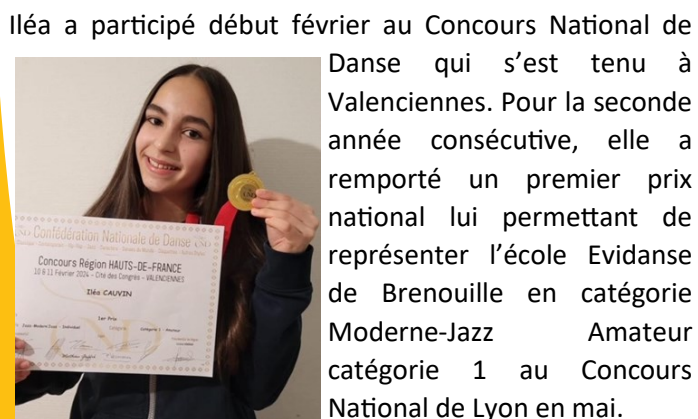 Iléa a participé début février au Concours National de
Danse qui s’est tenu à
Valenciennes. Pour la seconde
année consécutive, elle a
remporté un premier prix
national lui permettant de
représenter l’école Evidanse
de Brenouille en catégorie
Moderne-Jazz Amateur
catégorie 1 au Concours
National de Lyon en mai.
Confédération Nationale de Danse
Concours Région HAUTS-DE-FRANCE
10 & 11 Février 2024 - Cité des Congrès - VALENCIENNES
Iléa CAUVIN
1er Prix